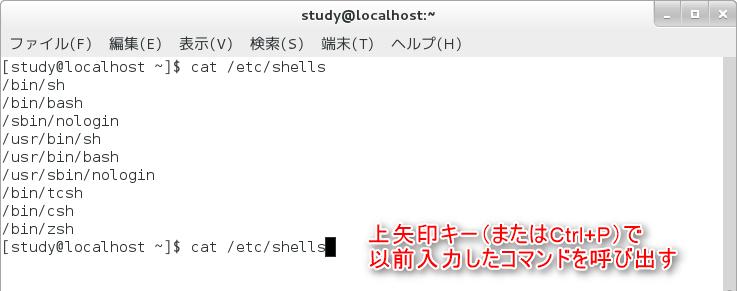 study@localhost:~
ファイル(F) 編集(E) 表示(V) 検索(S) 端末(T) ヘルプ(H)
[study@localhost ~]$ cat /etc/shells
/bin/sh
/bin/bash
/sbin/nologin
/usr/bin/sh
/usr/bin/bash
/usr/sbin/nologin
/bin/tcsh
/bin/csh
/bin/zsh
[study@localhost ~]$ cat /etc/shells
上矢印キー(またはCtrl+P)で
以前入力したコマンドを呼び出す